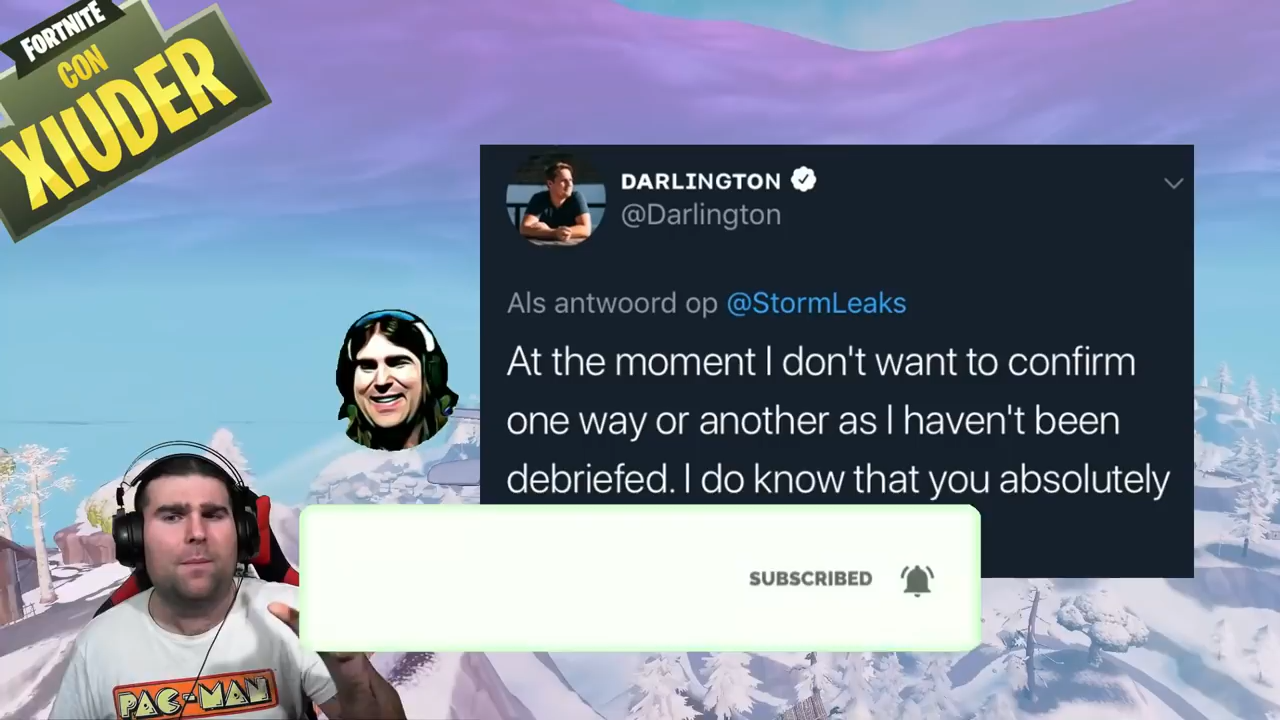 FORTNITE
CON
XIUDER
DARLINGTON
@Darlington
Als antwoord op @StormLeaks
At the moment I don't want to confirm
one way or another as I haven't been
debriefed. I do know that you absolutely
SUBSCRIBED
PAC-MAN